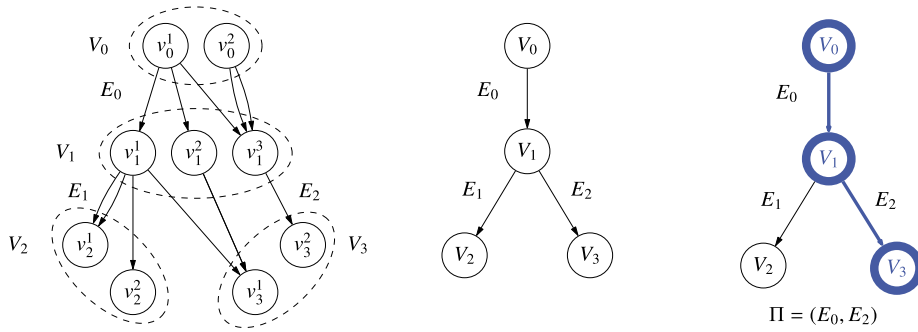 V₀ v₀¹ v₀² V₀ V₀
E₀ E₀ E₀
V₁ v₁¹ v₁² v₁³ V₁ V₁
E₁ E₂ E₁ E₂ E₁ E₂
V₂ v₂¹ v₃² V₃ V₂ V₃ V₂ V₃
v₂² v₃¹
Π = (E₀, E₂)